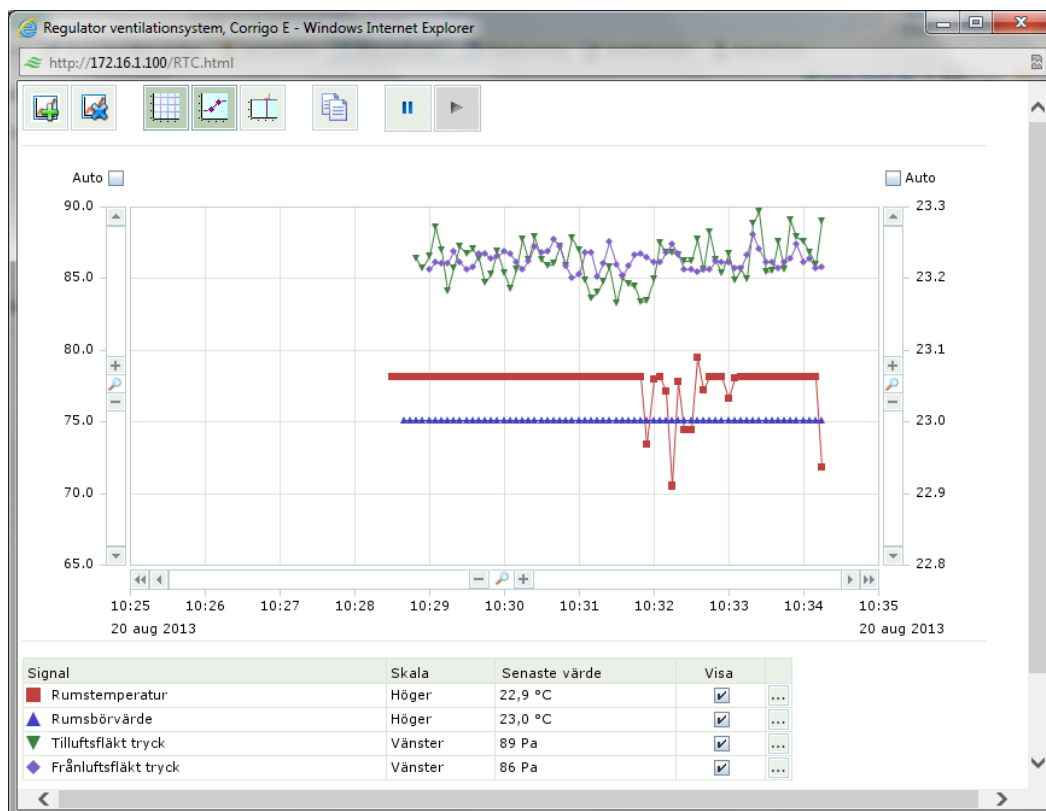 Regulator ventilationsystem, Corrigo E - Windows Internet Explorer
http://172.16.1.100/RTC.html
Auto Auto
90.0 23.3
85.0 23.2
80.0 23.1
75.0 23.0
70.0 22.9
65.0 22.8
10:25 10:26 10:27 10:28 10:29 10:30 10:31 10:32 10:33 10:34 10:35
20 aug 2013 20 aug 2013
Signal Skala Senaste värde Visa
Rumstemperatur Höger 22,9 °C ...
Rumsbörvärde Höger 23,0 °C ...
Tilluftsfläkt tryck Vänster 89 Pa ...
Frånluftsfläkt tryck Vänster 86 Pa ...